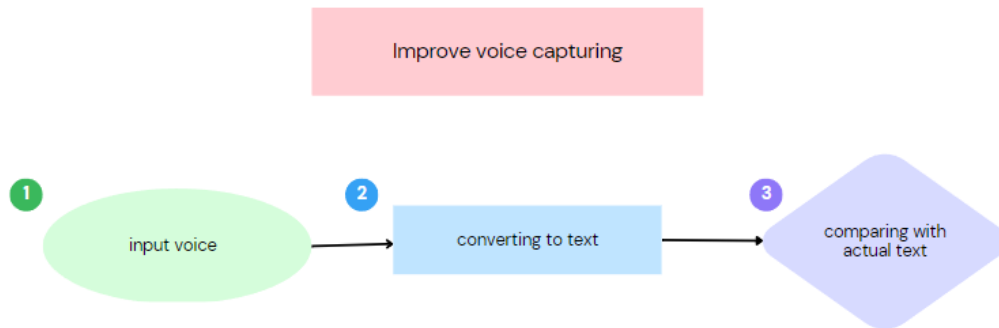 Improve voice capturing
1
input voice
2
converting to text
3
comparing with
actual text